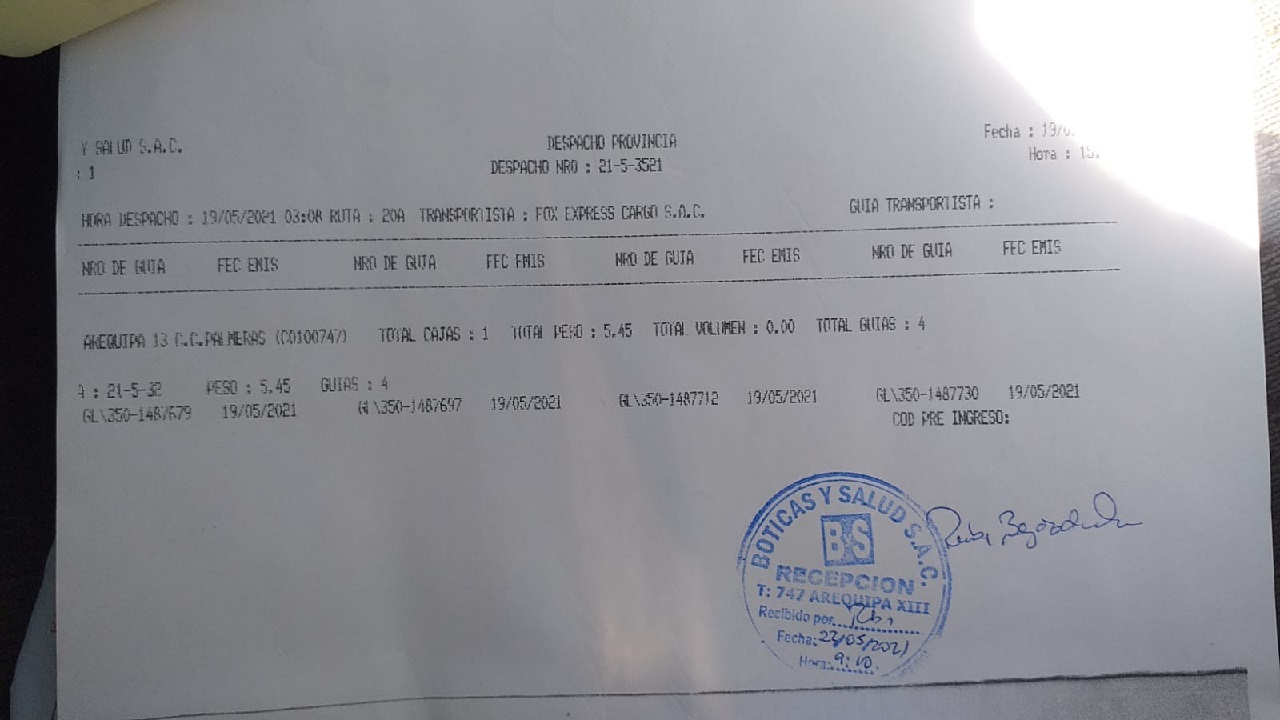 Y SALUD S.A.C.
DESPACHO PROVINCIA
Fecha : 19/0
: 1
DESPACHO NRO : 21-5-3521
Hora :
HORA DESPACHO : 19/05/2021 03:08 RUTA : 20A TRANSPORTISTA : FOX EXPRESS CARGO S.A.C.
GUIA TRANSPORTISTA :
NRO DE GUIA FEC EMIS NRO DE GUIA FEC EMIS NRO DE GUIA FEC EMIS NRO DE GUIA FEC EMIS
AREQUIPA 13 C.C.PALMERAS (C0100747) TOTAL CAJAS : 1 TOTAL PESO : 5.45 TOTAL VOLUMEN : 0.00 TOTAL GUIAS : 4
: 21-5-32 PESO : 5.45 GUIAS : 4
GL\350-1487679 19/05/2021 GL\350-1487697 19/05/2021 GL\350-1487712 19/05/2021 GL\350-1487730 19/05/2021
COD PRE INGRESO:
BOTICAS Y SALUD S.A.C.
BS
RECEPCION
T: 747 AREQUIPA XIII
Recibido por
Fecha: /05/2021
Hora: 9:10